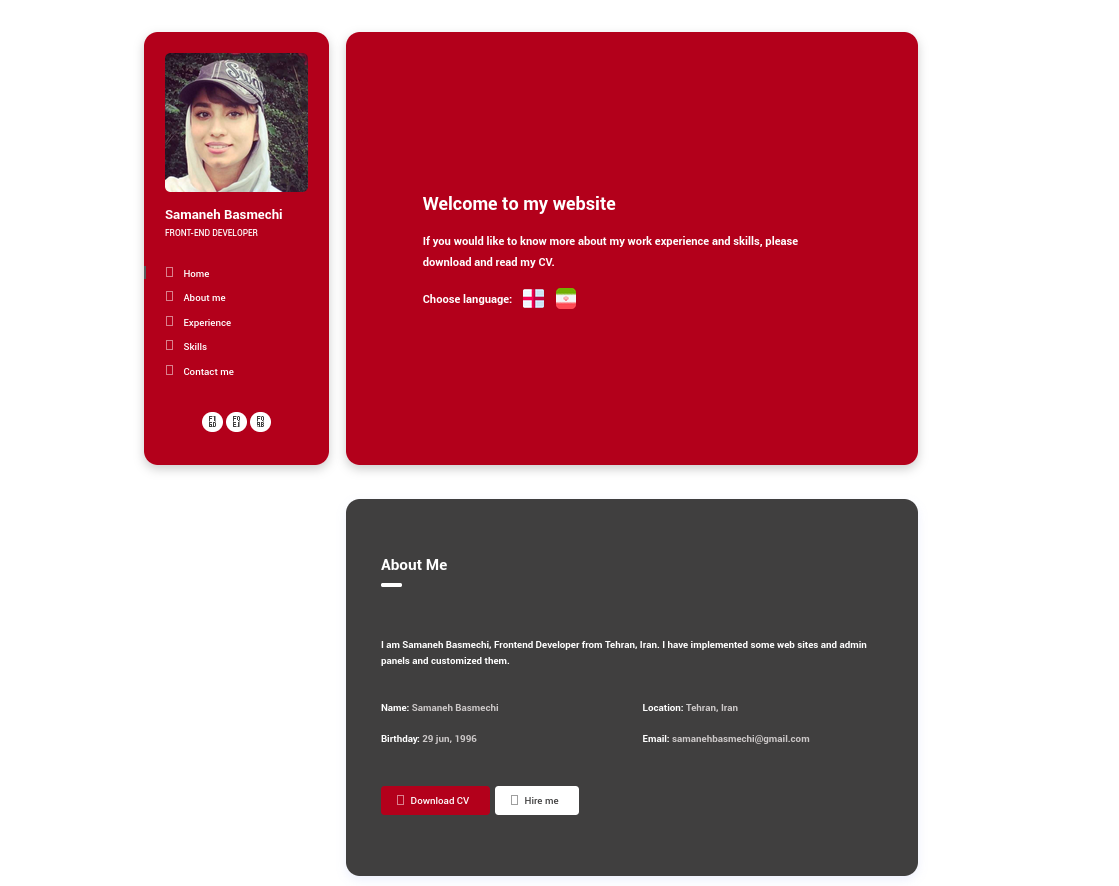 Samaneh Basmechi
FRONT-END DEVELOPER
Home
About me
Experience
Skills
Contact me
Welcome to my website
If you would like to know more about my work experience and skills, please
download and read my CV.
Choose language:
About Me
I am Samaneh Basmechi, Frontend Developer from Tehran, Iran. I have implemented some web sites and admin
panels and customized them.
Name: Samaneh Basmechi
Location: Tehran, Iran
Birthday: 29 jun, 1996
Email: samanehbasmechi@gmail.com
Download CV
Hire me